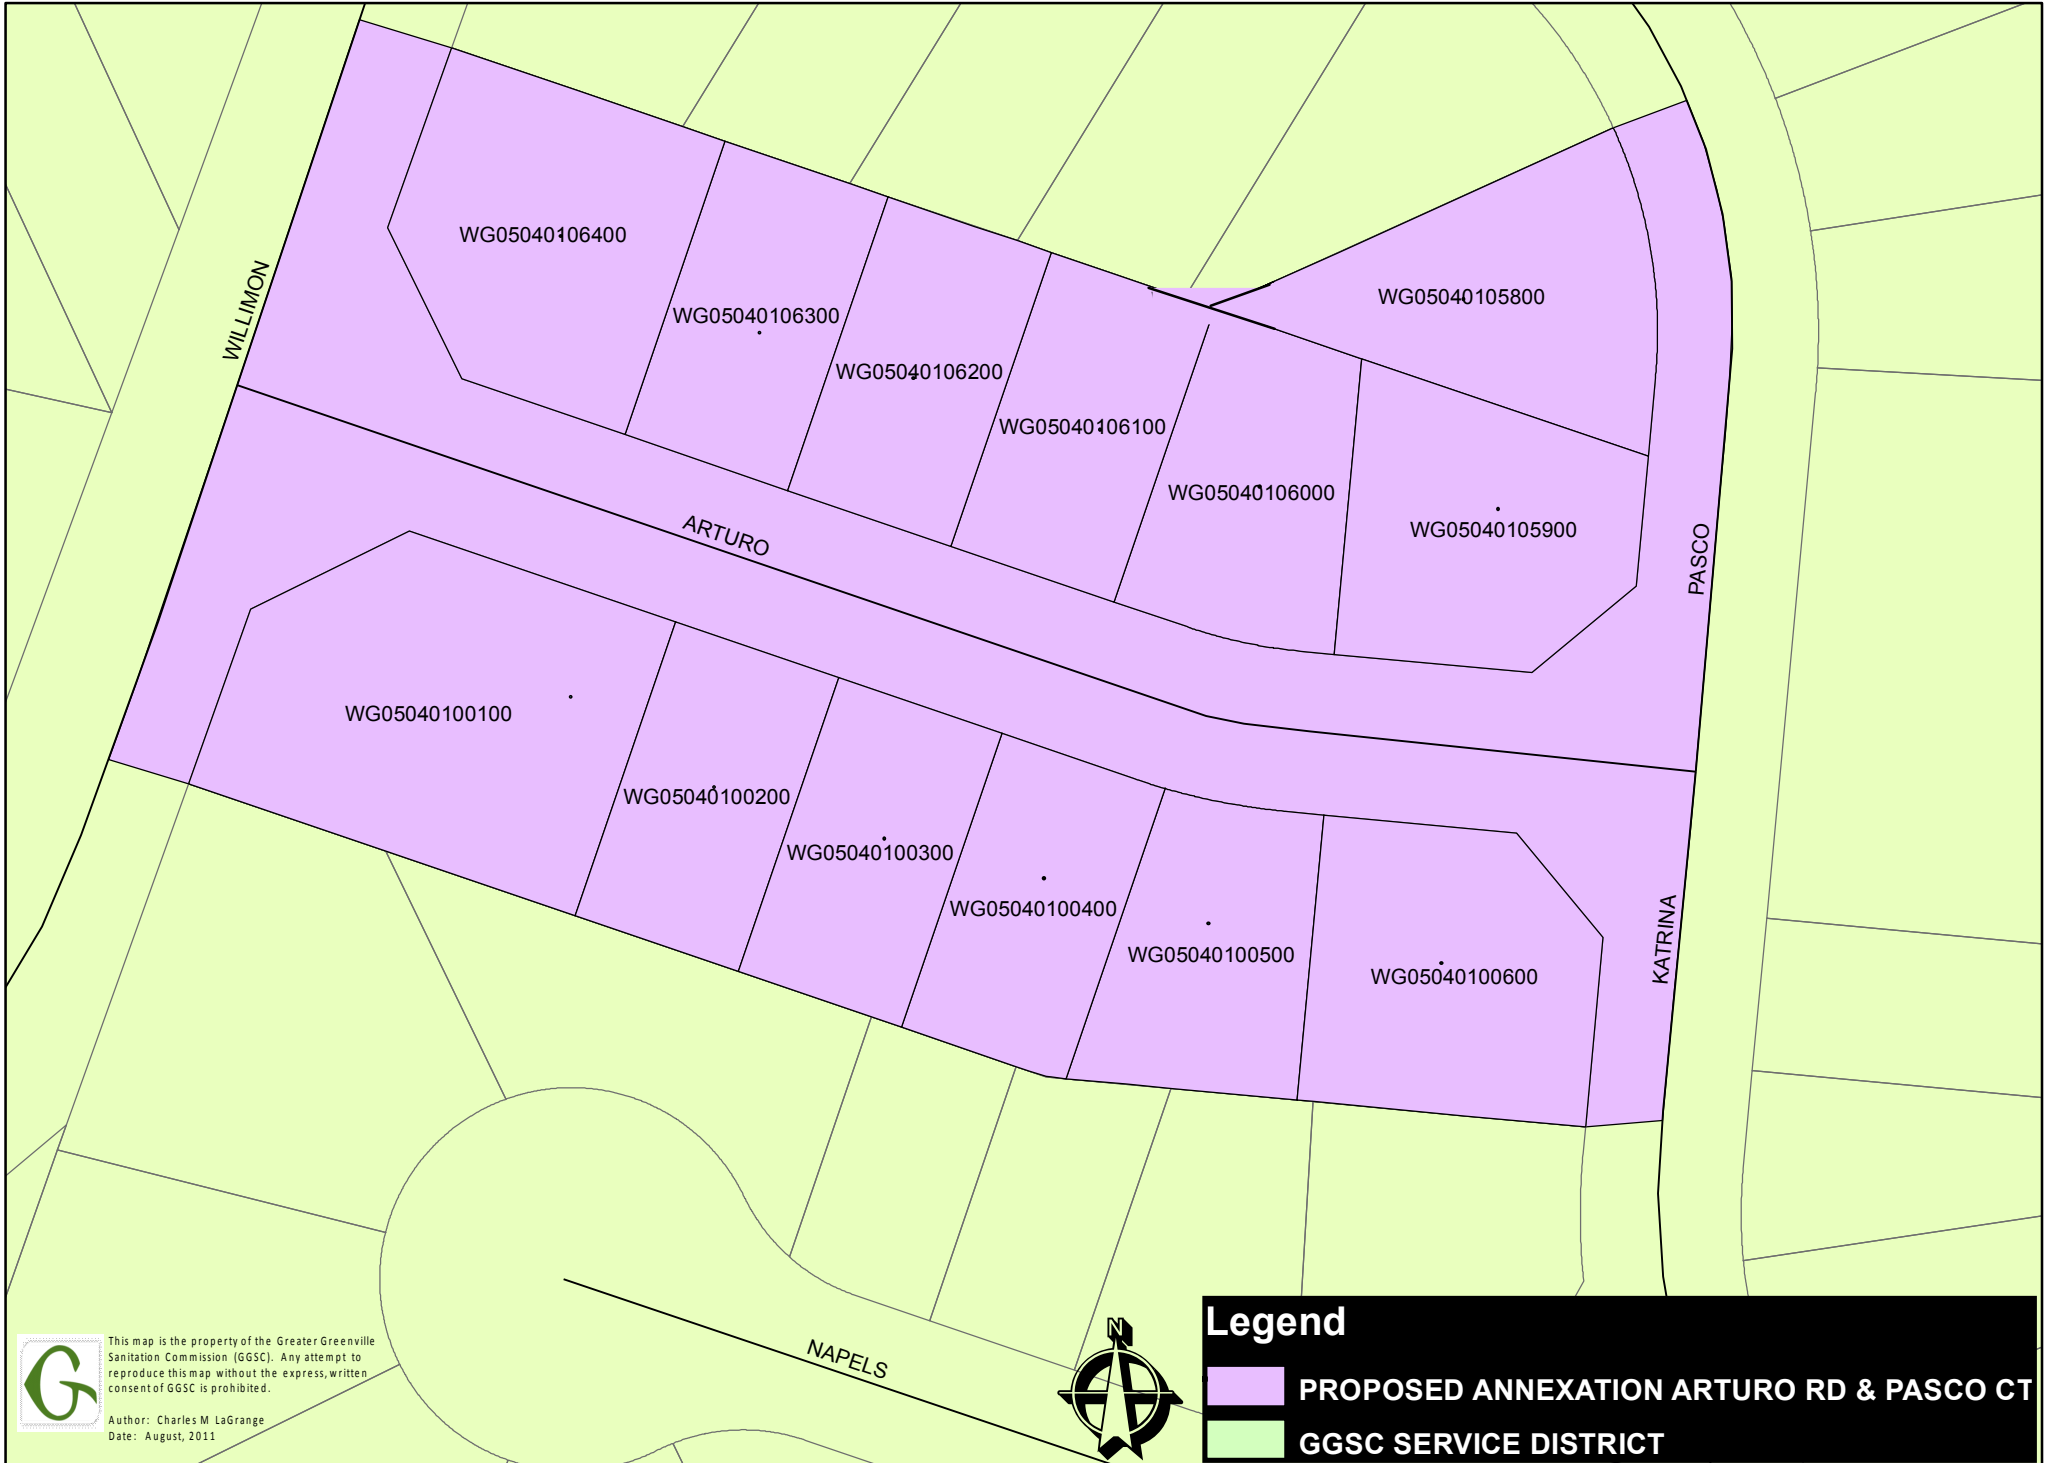 WG05040106400
WG05040106300
WG05040106200
WG05040106100
WG05040106000
WG05040105800
WG05040105900
WILLIMON
ARTURO
PASCO
WG05040100100
WG05040100200
WG05040100300
WG05040100400
WG05040100500
WG05040100600
KATRINA
NAPELS
This map is the property of the Greater Greenville
Sanitation Commission (GGSC). Any attempt to
reproduce this map without the express, written
consent of GGSC is prohibited.
Author: Charles M LaGrange
Date: August, 2011
G
N
Legend
PROPOSED ANNEXATION ARTURO RD & PASCO CT
GGSC SERVICE DISTRICT